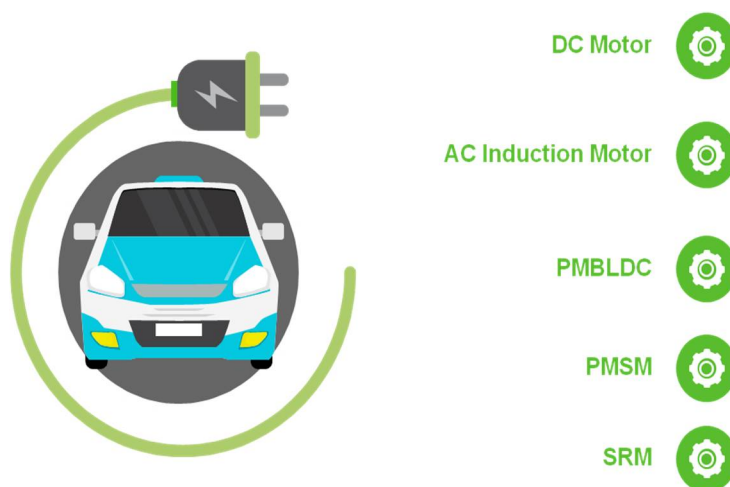 DC Motor
AC Induction Motor
PMBLDC
PMSM
SRM